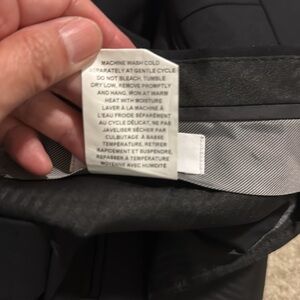 MACHINE WASH COLD
SEPARATELY AT GENTLE CYCLE
DO NOT BLEACH, TUMBLE
DRY LOW, REMOVE PROMPTLY
AND HANG, IRON AT WARM
HEAT WITH MOISTURE
LAVER À LA MACHINE À
L'EAU FROIDE SÉPARÉMENT
AU CYCLE DÉLICAT, NE PAS
JAVELISER SÉCHER PAR
CULBUTAGE À BASSE
TEMPÉRATURE, RETIRER
RAPIDEMENT ET SUSPENDRE,
REPASSER À TEMPÉRATURE
MOYENNE AVEC HUMIDITÉ